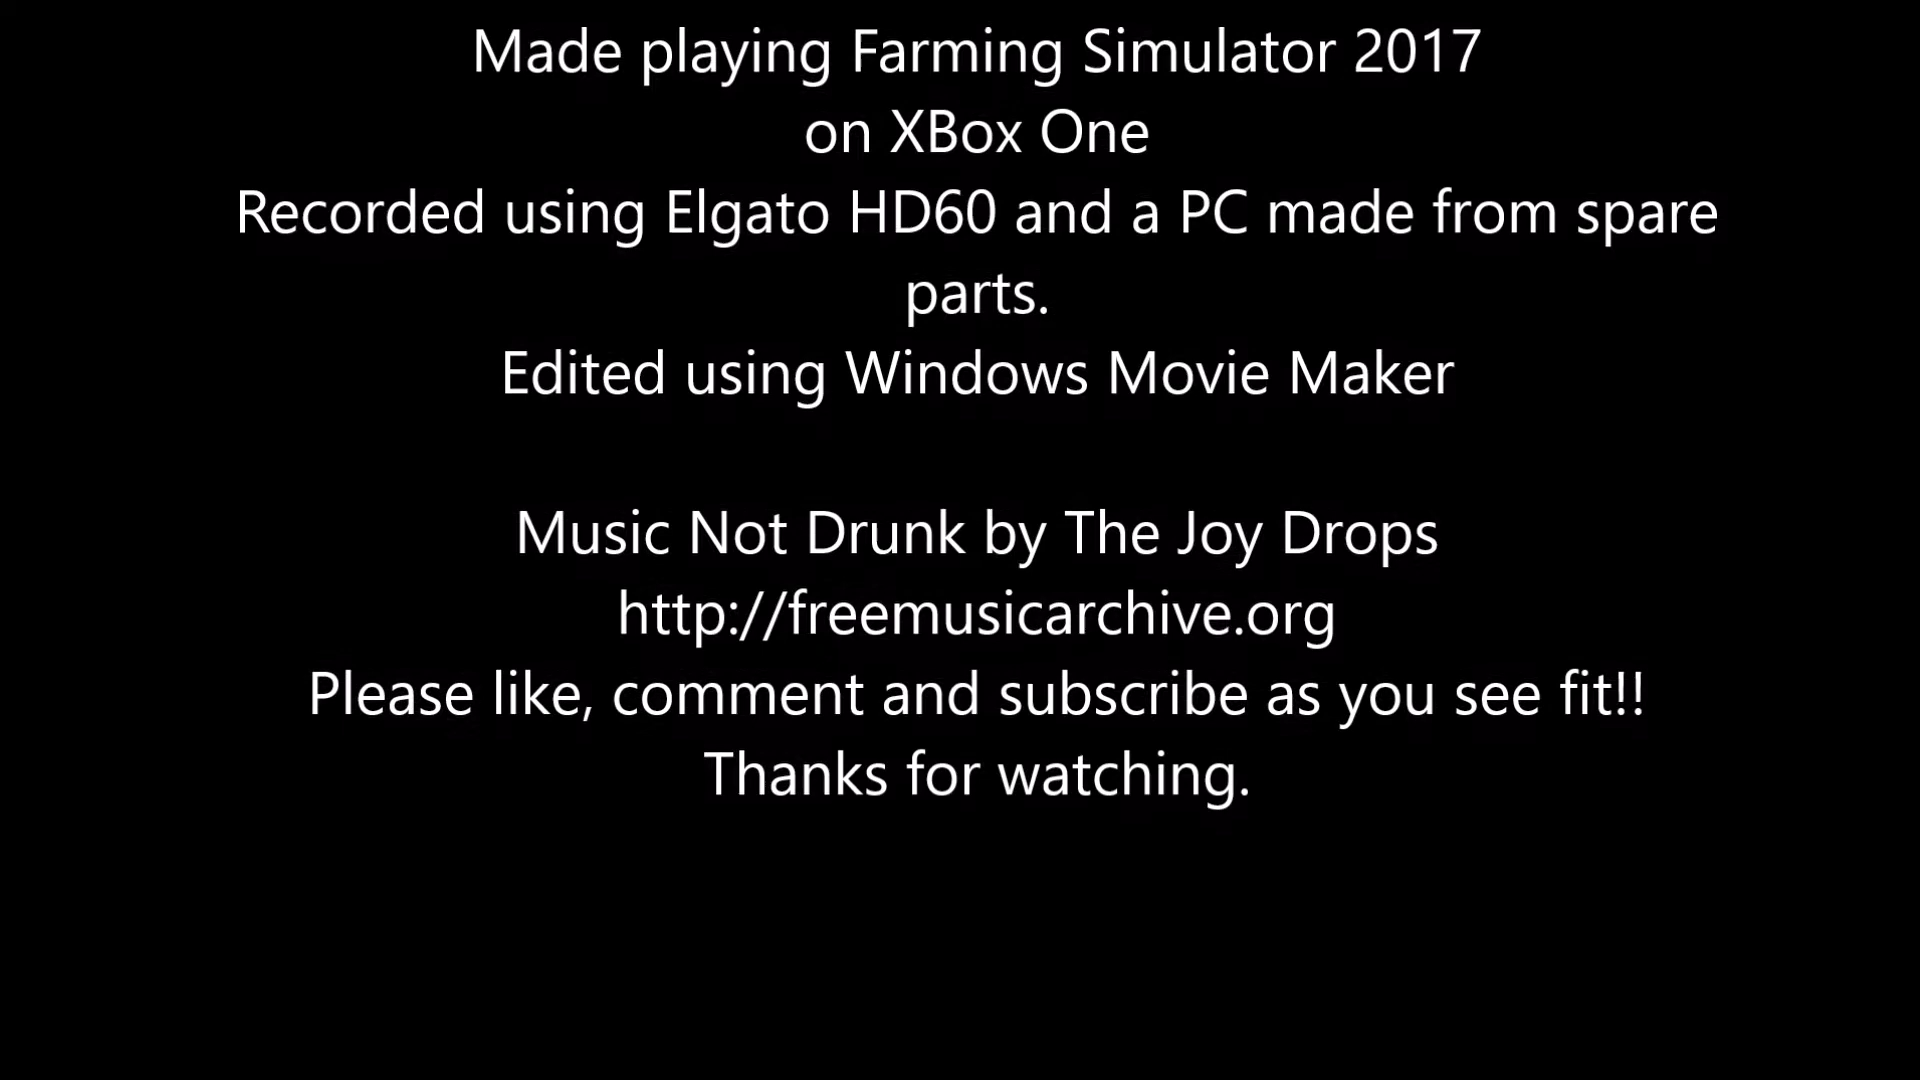 Made playing Farming Simulator 2017
on XBox One
Recorded using Elgato HD60 and a PC made from spare
parts.
Edited using Windows Movie Maker
Music Not Drunk by The Joy Drops
http://freemusicarchive.org
Please like, comment and subscribe as you see fit!!
Thanks for watching.